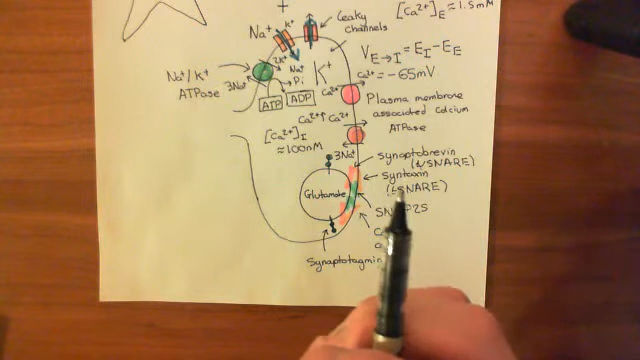 +
[Ca²⁺]E ≈ 1.5mM
Na⁺
K⁺
Leaky
channels
VE→I = EI - EE
= -65mV
2K⁺
Na⁺
K⁺
Na⁺/K⁺
ATPase
3Na⁺
Pi
ATP
ADP
Ca²⁺
Ca²⁺
Plasma membrane
associated calcium
ATPase
Ca²⁺
Ca²⁺
[Ca²⁺]I
≈100nM
3Na⁺
Synaptobrevin
(v-SNARE)
Syntaxin
(t-SNARE)
Glutamate
Synaptotagmin